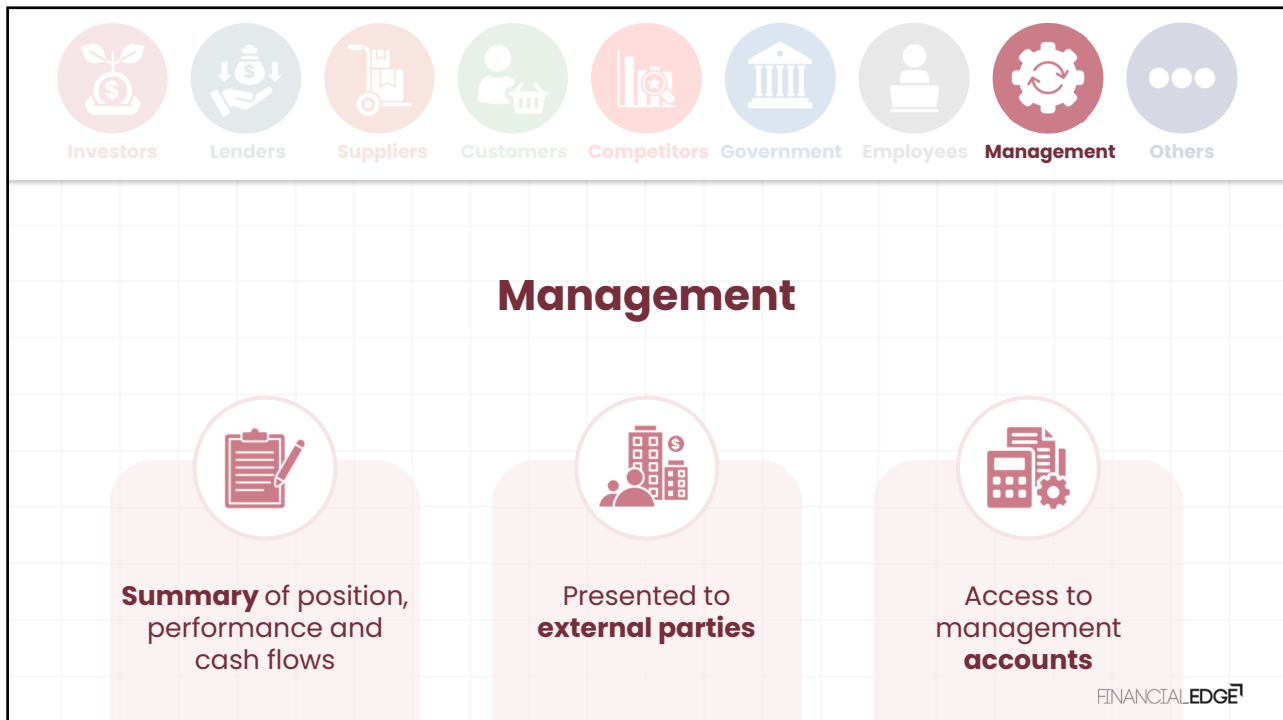 Investors Lenders Suppliers Customers Competitors Government Employees Management Others
Management
Summary of position,
performance and
cash flows
Presented to
external parties
Access to
management
accounts
FINANCIALEDGE